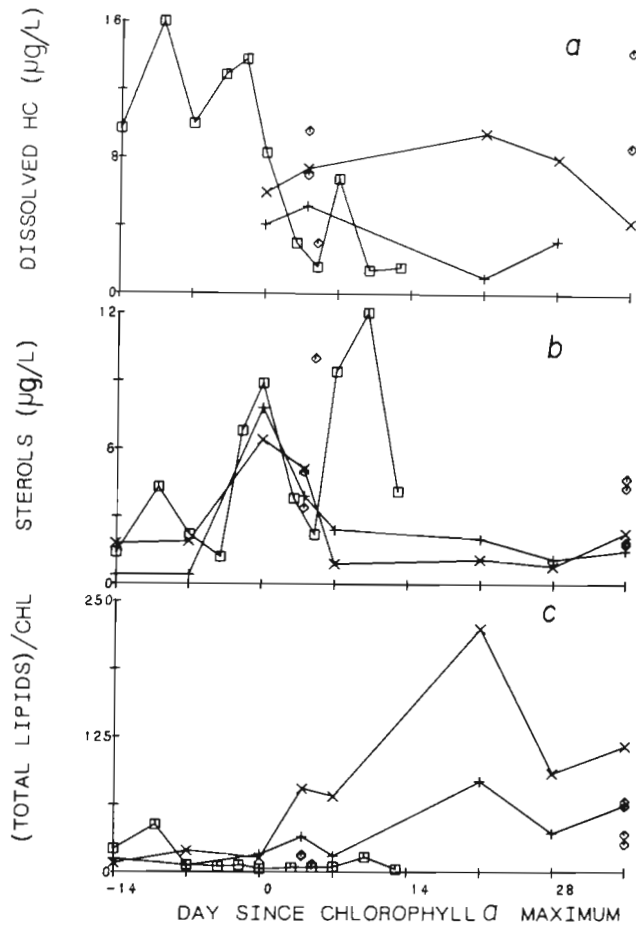 16
8
0
DISSOLVED HC (µg/L)
a
12
6
0
STEROLS (µg/L)
b
250
125
0
(TOTAL LIPIDS)/CHL
c
-14 0 14 28
DAY SINCE CHLOROPHYLL a MAXIMUM